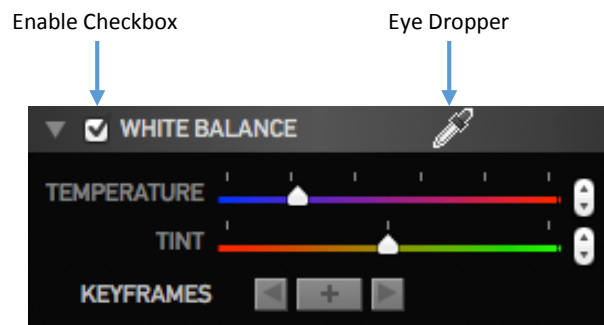 Enable Checkbox Eye Dropper
WHITE BALANCE
TEMPERATURE
TINT
KEYFRAMES